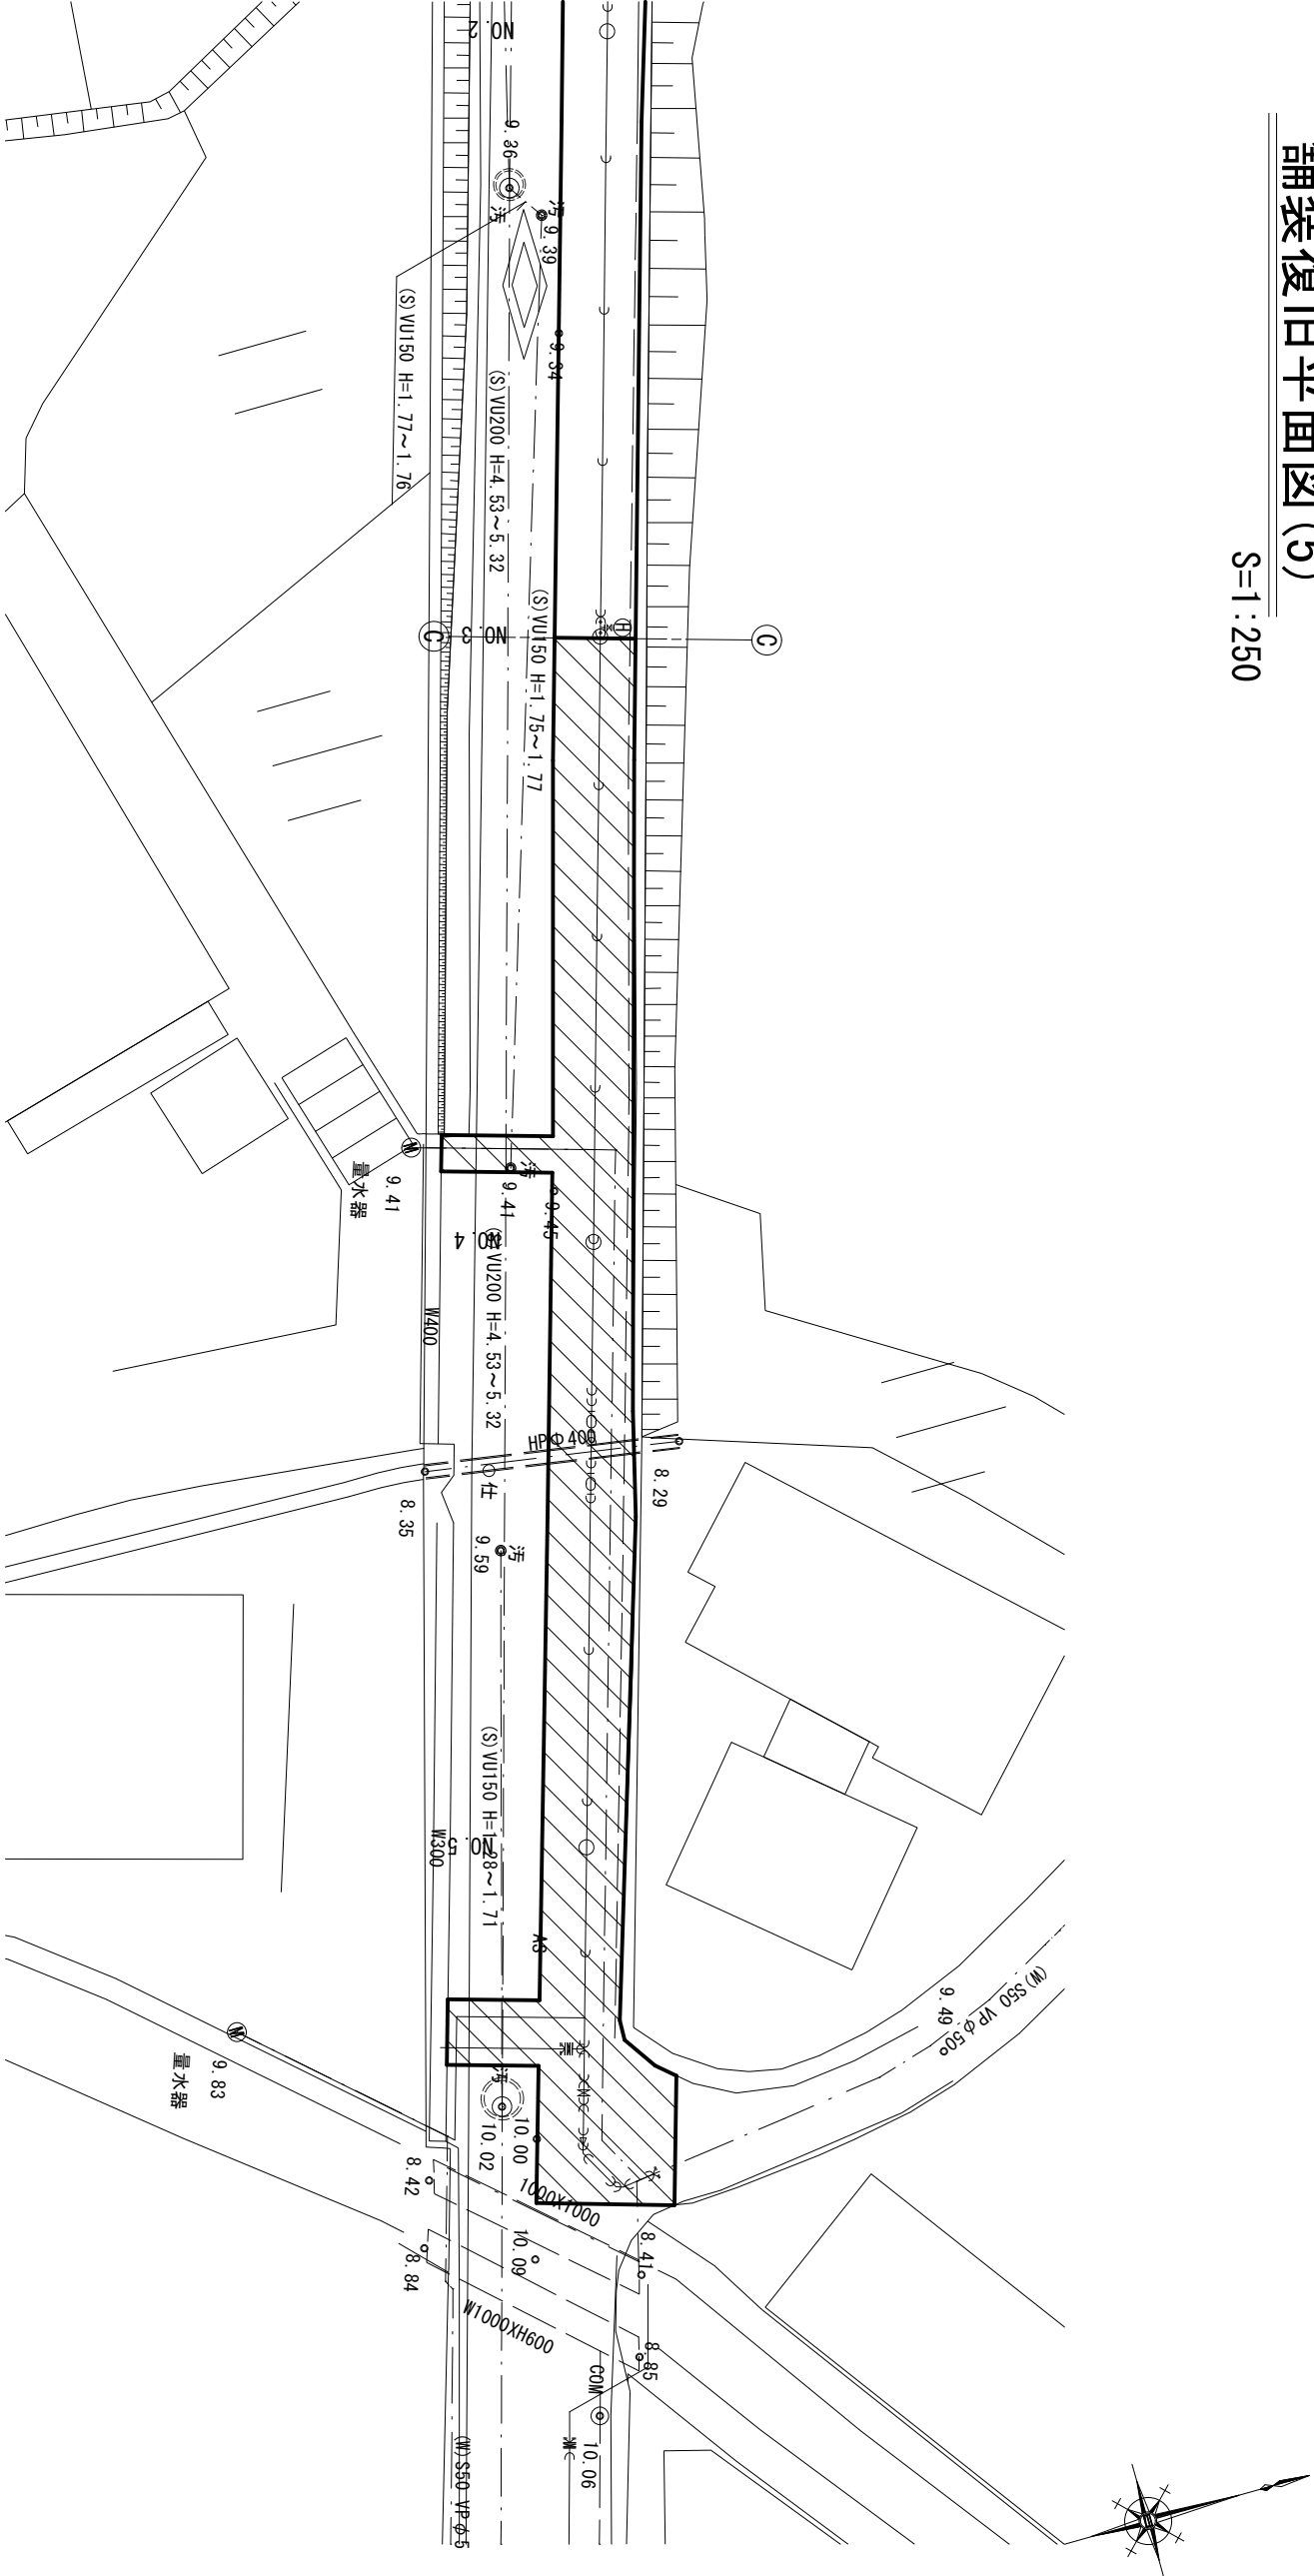 舗装復旧平面図(5)
S=1:250
NO.2
9.36
汚
汚
9.39
9.34
(S)VU150 H=1.77～1.76
(S)VU200 H=4.53～5.32
(S)VU150 H=1.75～1.77
H
C
NO.3
C
M
量水器
9.41
汚
9.41
9.45
NO.4
VU200 H=4.53～5.32
W400
HPΦ400
8.29
8.35
仕
汚
9.59
(S)VU150 H=1.28～1.71
NO.5
W300
AS
(W)S50 VPφ50
9.49
M
量水器
9.83
汚
10.02
10.00
1000X1000
8.42
8.84
10.09
8.41
W1000XH600
8.85
COM
10.06
(W)S50 VPφ5